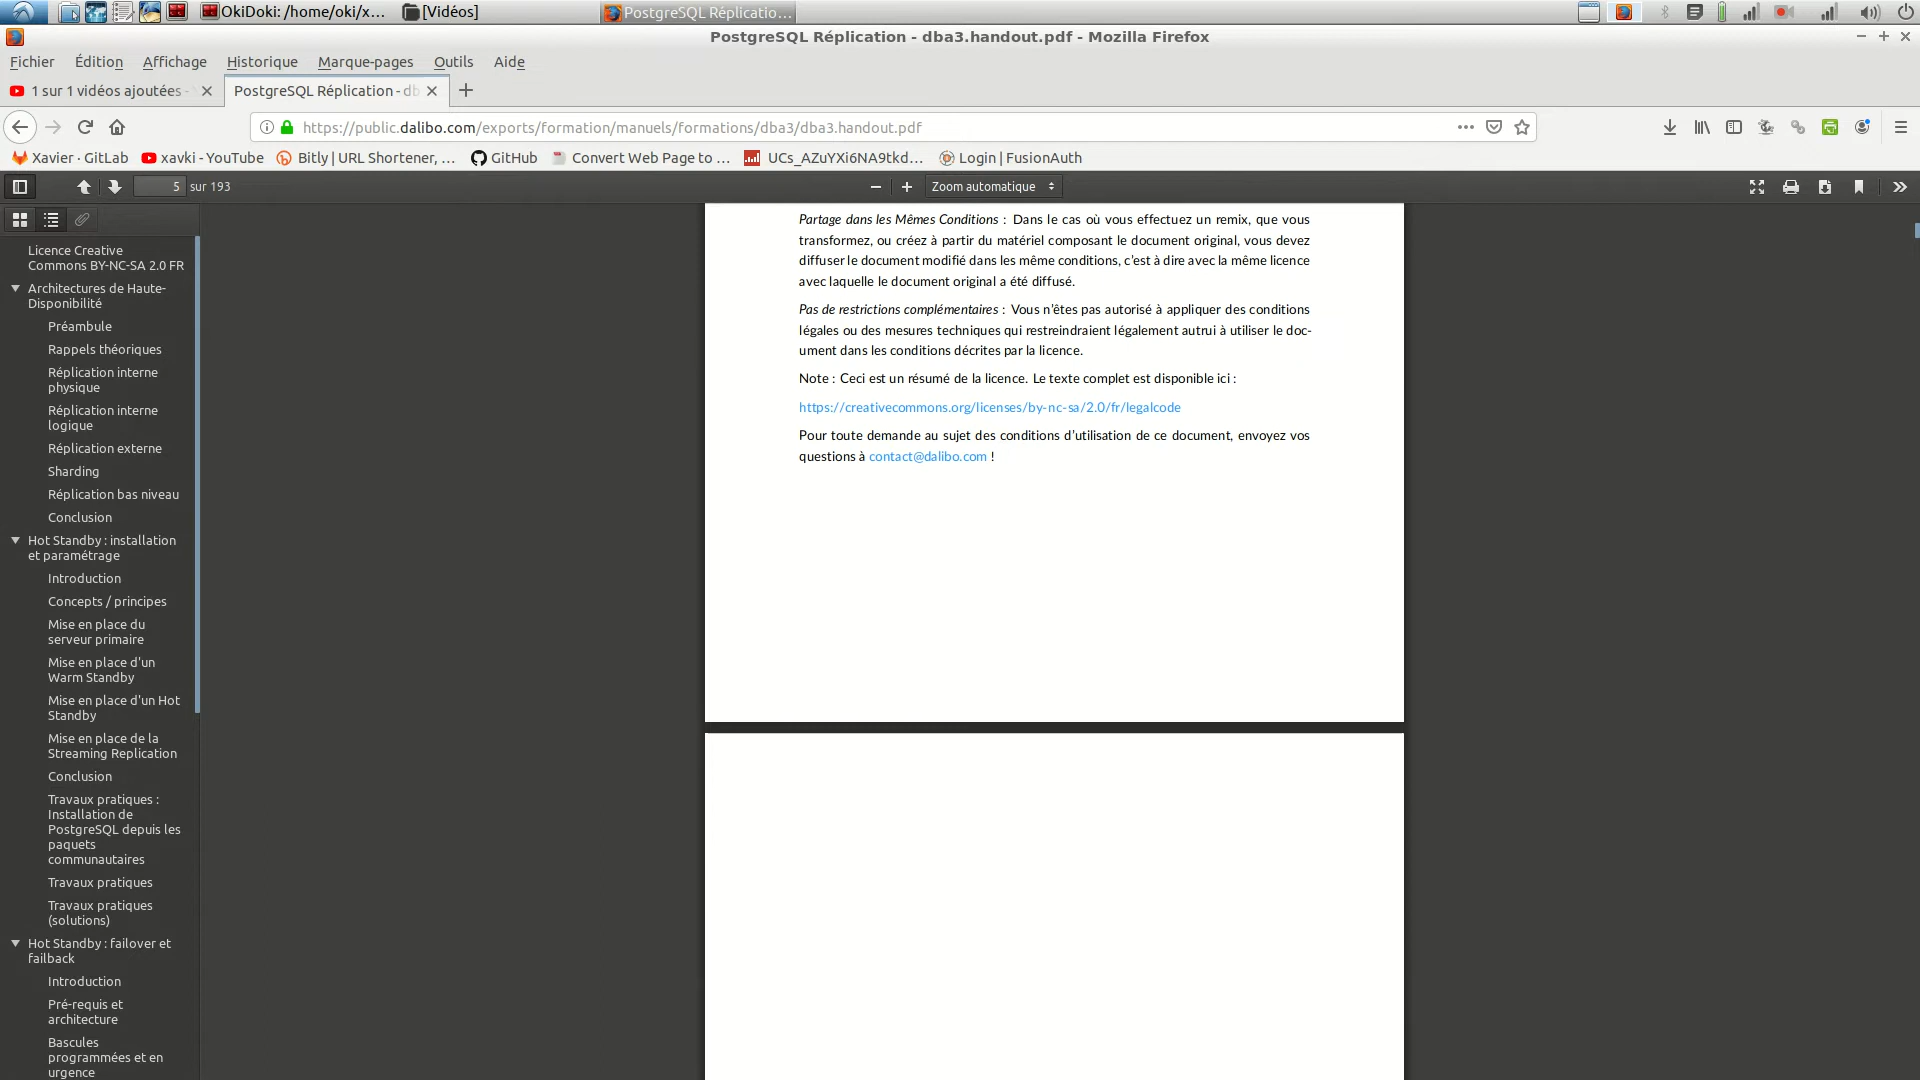 OkiDoki: /home/oki/x...
[Vidéos]
PostgreSQL Réplicatio...
PostgreSQL Réplication - dba3.handout.pdf - Mozilla Firefox
Fichier Édition Affichage Historique Marque-pages Outils Aide
1 sur 1 vidéos ajoutées -
PostgreSQL Réplication - db
https://public.dalibo.com/exports/formation/manuels/formations/dba3/dba3.handout.pdf
Xavier · GitLab
xavki - YouTube
Bitly | URL Shortener, ...
GitHub
Convert Web Page to ...
UCs_AZuYXi6NA9tkd...
Login | FusionAuth
5 sur 193
Zoom automatique
Licence Creative
Commons BY-NC-SA 2.0 FR
Architectures de Haute-
Disponibilité
Préambule
Rappels théoriques
Réplication interne
physique
Réplication interne
logique
Réplication externe
Sharding
Réplication bas niveau
Conclusion
Hot Standby : installation
et paramétrage
Introduction
Concepts / principes
Mise en place du
serveur primaire
Mise en place d'un
Warm Standby
Mise en place d'un Hot
Standby
Mise en place de la
Streaming Replication
Conclusion
Travaux pratiques :
Installation de
PostgreSQL depuis les
paquets
communautaires
Travaux pratiques
Travaux pratiques
(solutions)
Hot Standby : failover et
failback
Introduction
Pré-requis et
architecture
Bascules
programmées et en
urgence
Partage dans les Mêmes Conditions : Dans le cas où vous effectuez un remix, que vous
transformez, ou créez à partir du matériel composant le document original, vous devez
diffuser le document modifié dans les même conditions, c'est à dire avec la même licence
avec laquelle le document original a été diffusé.
Pas de restrictions complémentaires : Vous n'êtes pas autorisé à appliquer des conditions
légales ou des mesures techniques qui restreindraient légalement autrui à utiliser le doc-
ument dans les conditions décrites par la licence.
Note : Ceci est un résumé de la licence. Le texte complet est disponible ici :
https://creativecommons.org/licenses/by-nc-sa/2.0/fr/legalcode
Pour toute demande au sujet des conditions d'utilisation de ce document, envoyez vos
questions à contact@dalibo.com !